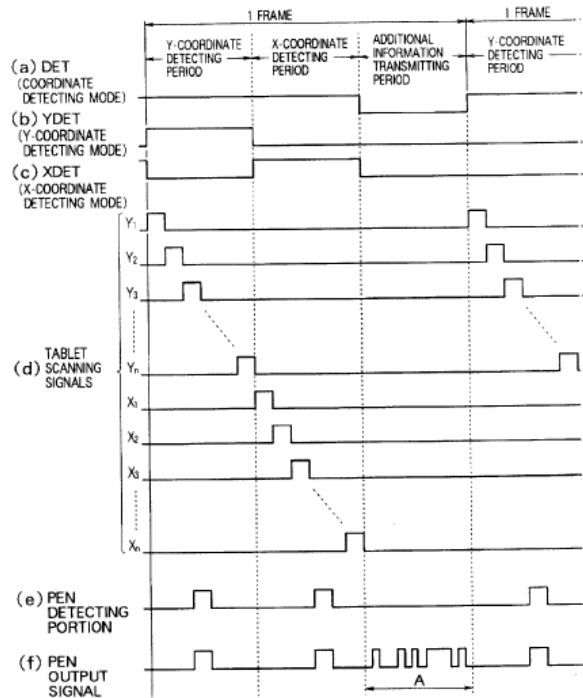 1 FRAME
1 FRAME
Y-COORDINATE
DETECTING
PERIOD
X-COORDINATE
DETECTING
PERIOD
ADDITIONAL
INFORMATION
TRANSMITTING
PERIOD
Y-COORDINATE
DETECTING
PERIOD
(a) DET
(COORDINATE
DETECTING MODE)
(b) YDET
(Y-COORDINATE
DETECTING MODE)
(c) XDET
(X-COORDINATE
DETECTING MODE)
Y1
Y2
Y3
(d) TABLET
SCANNING
SIGNALS
Yn
X1
X2
X3
Xn
(e) PEN
DETECTING
PORTION
(f) PEN
OUTPUT
SIGNAL
A